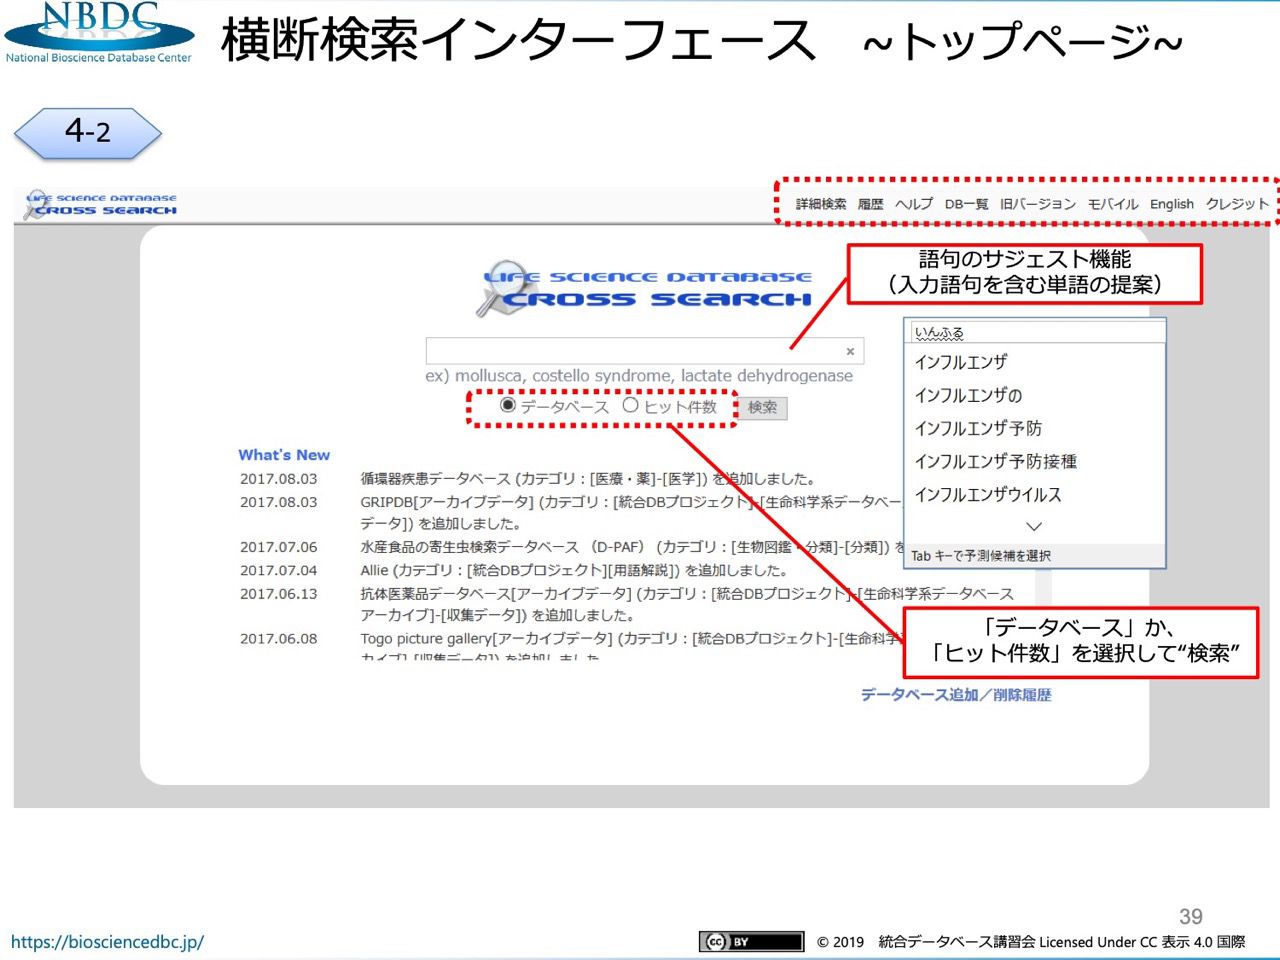 NBDC
National Bioscience Database Center
横断検索インターフェース ~トップページ~
4-2
LIFE SCIENCE DATABASE
CROSS SEARCH
詳細検索 履歴 ヘルプ DB一覧 旧バージョン モバイル English クレジット
語句のサジェスト機能
（入力語句を含む単語の提案）
LIFE SCIENCE DATABASE
CROSS SEARCH
×
ex) mollusca, costello syndrome, lactate dehydrogenase
データベース ヒット件数 検索
いんふる
インフルエンザ
インフルエンザの
インフルエンザ予防
インフルエンザ予防接種
インフルエンザウイルス
Tab キーで予測候補を選択
What's New
2017.08.03 循環器疾患データベース (カテゴリ：[医療・薬]-[医学]) を追加しました。
2017.08.03 GRIPDB[アーカイブデータ] (カテゴリ：[統合DBプロジェクト]-[生命科学系データベー
データ]) を追加しました。
2017.07.06 水産食品の寄生虫検索データベース （D-PAF） (カテゴリ：[生物図鑑・分類]-[分類]) を
2017.07.04 Allie (カテゴリ：[統合DBプロジェクト][用語解説]) を追加しました。
2017.06.13 抗体医薬品データベース[アーカイブデータ] (カテゴリ：[統合DBプロジェクト]-[生命科学系データベース
アーカイブ]-[収集データ]) を追加しました。
2017.06.08 Togo picture gallery[アーカイブデータ] (カテゴリ：[統合DBプロジェクト]-[生命科学
カイブ]-[収集データ]) を追加しました。
「データベース」か、
「ヒット件数」を選択して“検索”
データベース追加／削除履歴
39
https://biosciencedbc.jp/
cc BY © 2019 統合データベース講習会 Licensed Under CC 表示 4.0 国際